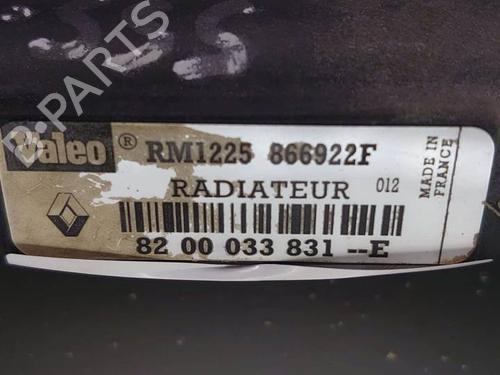 Valeo ® RM1225 866922F
RADIATEUR 012
82 00 033 831 --E
MADE IN
FRANCE
B-PARTS